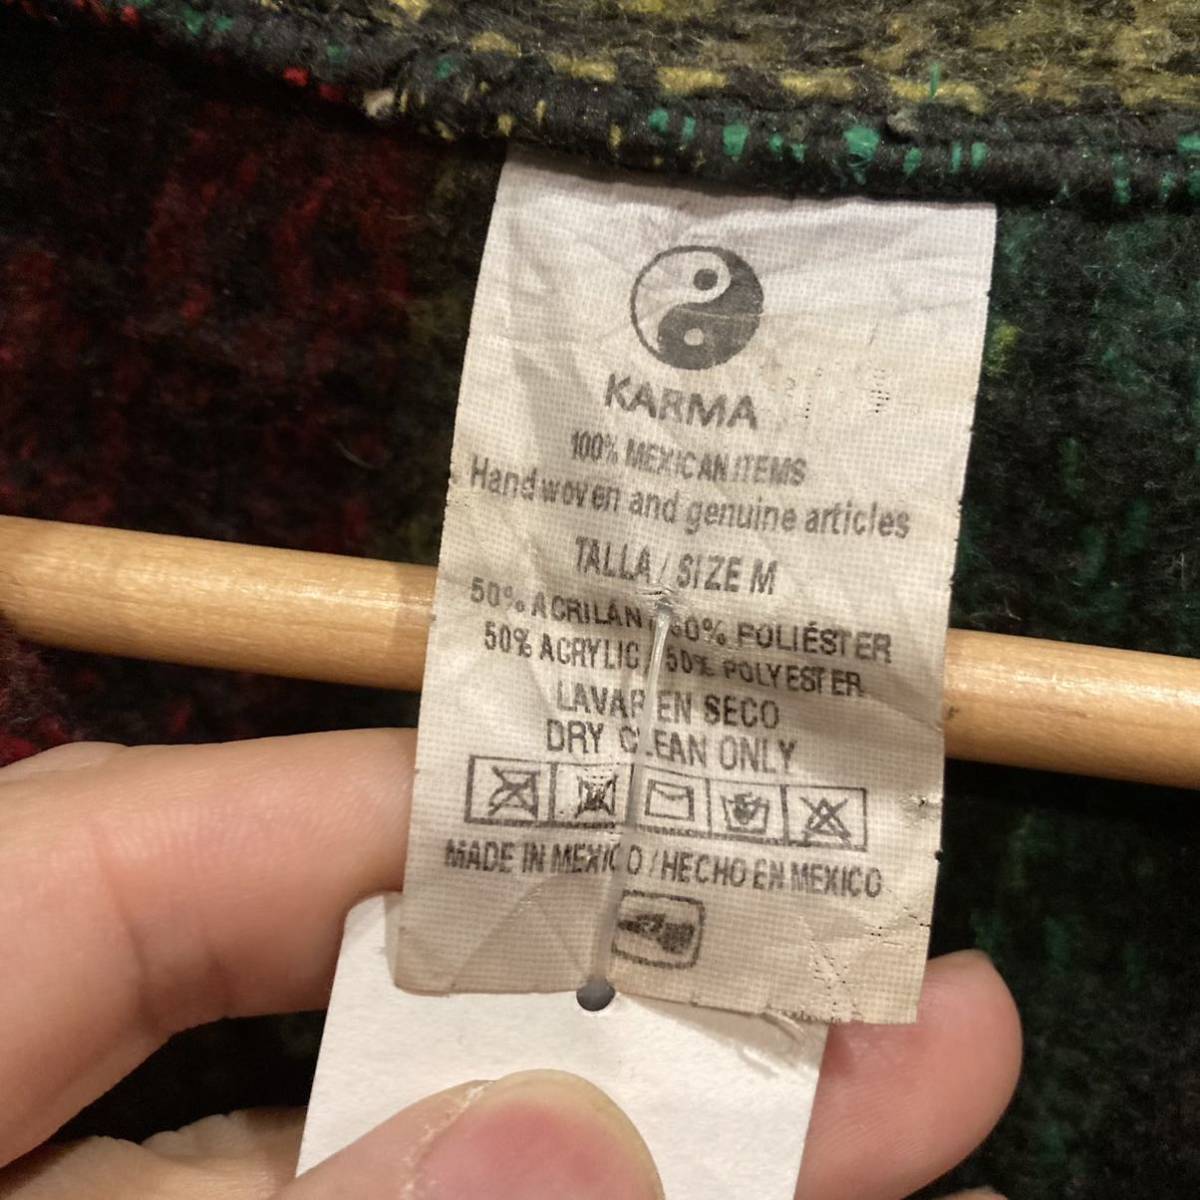 KARMA
100% MEXICAN ITEMS
Hand woven and genuine articles
TALLA / SIZE M
50% ACRILAN / 50% POLIÉSTER
50% ACRYLIC / 50% POLYESTER
LAVAR EN SECO
DRY CLEAN ONLY
MADE IN MEXICO / HECHO EN MEXICO